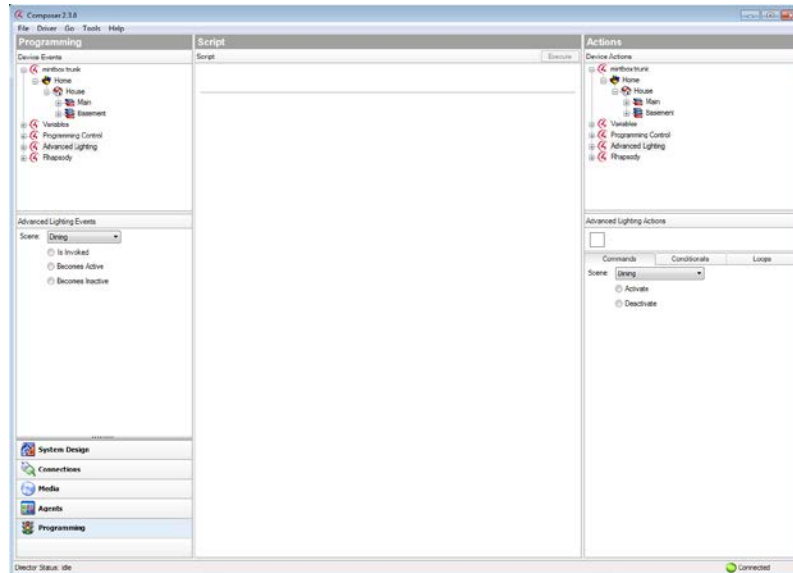 Composer 2.3.8
File Driver Go Tools Help
Programming
Device Events
mintbox trunk
Home
House
Main
Basement
Variables
Programming Control
Advanced Lighting
Rhapsody
Advanced Lighting Events
Scene: Dining
Is Invoked
Becomes Active
Becomes Inactive
System Design
Connections
Media
Agents
Programming
Script
Script Execute
Actions
Device Actions
mintbox trunk
Home
House
Main
Basement
Variables
Programming Control
Advanced Lighting
Rhapsody
Advanced Lighting Actions
Commands Conditionals Loops
Scene: Dining
Activate
Deactivate
Director Status: Idle
Connected